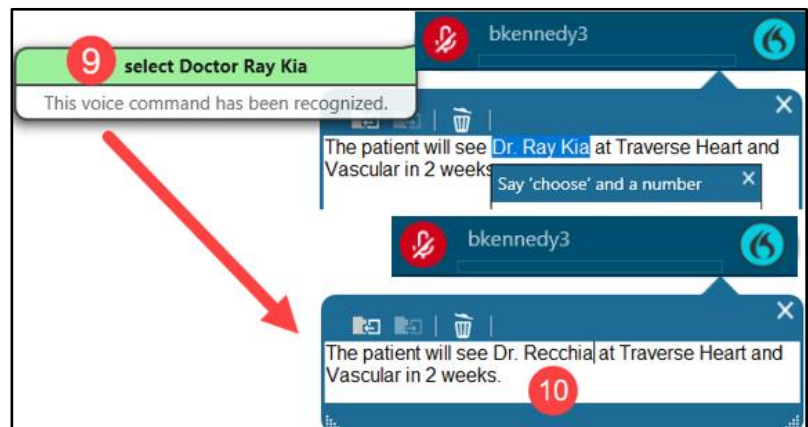 bkennedy3
9 select Doctor Ray Kia
This voice command has been recognized.
The patient will see Dr. Ray Kia at Traverse Heart and
Vascular in 2 weeks
Say 'choose' and a number
bkennedy3
The patient will see Dr. Recchia at Traverse Heart and
Vascular in 2 weeks.
10